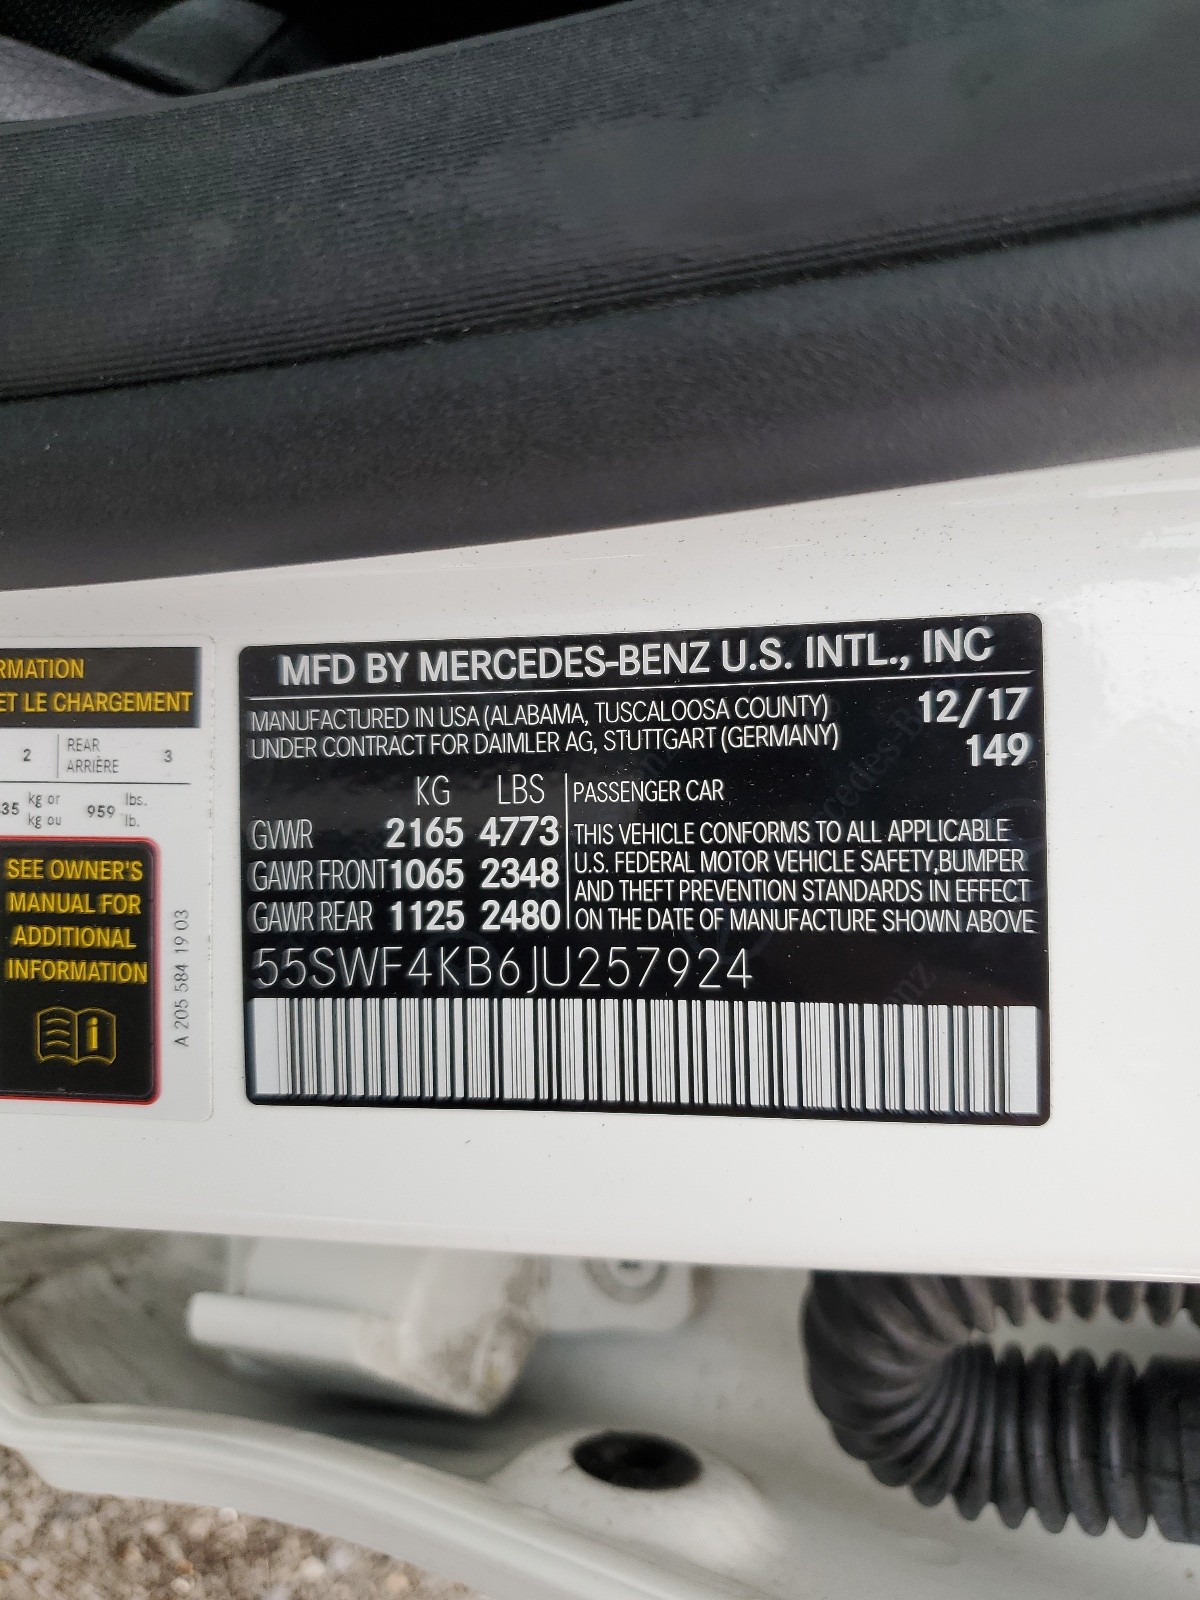 RMATION
ET LE CHARGEMENT
2 REAR ARRIÈRE 3
35 kg or kg ou 959 lbs. lb.
SEE OWNER'S
MANUAL FOR
ADDITIONAL
INFORMATION
i
A 205 584 19 03
MFD BY MERCEDES-BENZ U.S. INTL., INC
MANUFACTURED IN USA (ALABAMA, TUSCALOOSA COUNTY) 12/17
UNDER CONTRACT FOR DAIMLER AG, STUTTGART (GERMANY) 149
KG LBS PASSENGER CAR
GVWR 2165 4773 THIS VEHICLE CONFORMS TO ALL APPLICABLE
GAWR FRONT 1065 2348 U.S. FEDERAL MOTOR VEHICLE SAFETY,BUMPER
AND THEFT PREVENTION STANDARDS IN EFFECT
GAWR REAR 1125 2480 ON THE DATE OF MANUFACTURE SHOWN ABOVE
55SWF4KB6JU257924